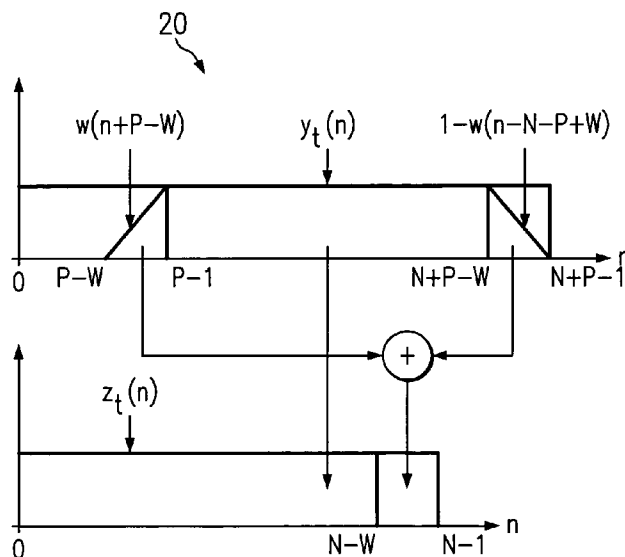 20
w(n+P-W)
y_t(n)
1-w(n-N-P+W)
0
P-W
P-1
N+P-W
N+P-1
n
+
z_t(n)
0
N-W
N-1
n